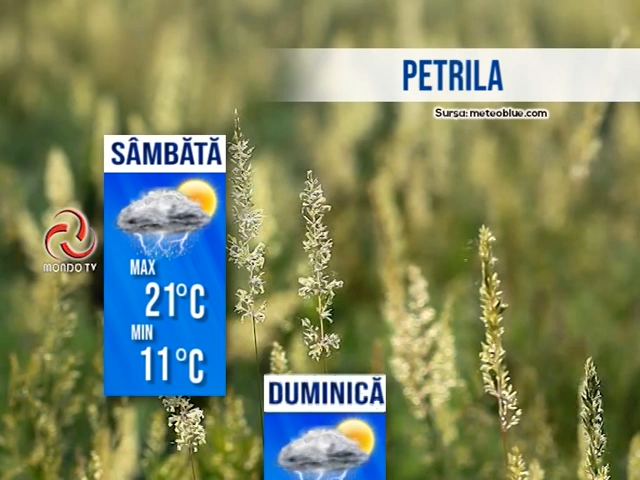 PETRILA
Sursa: meteoblue.com
SÂMBĂTĂ
MONDO TV
MAX
21°C
MIN
11°C
DUMINICĂ